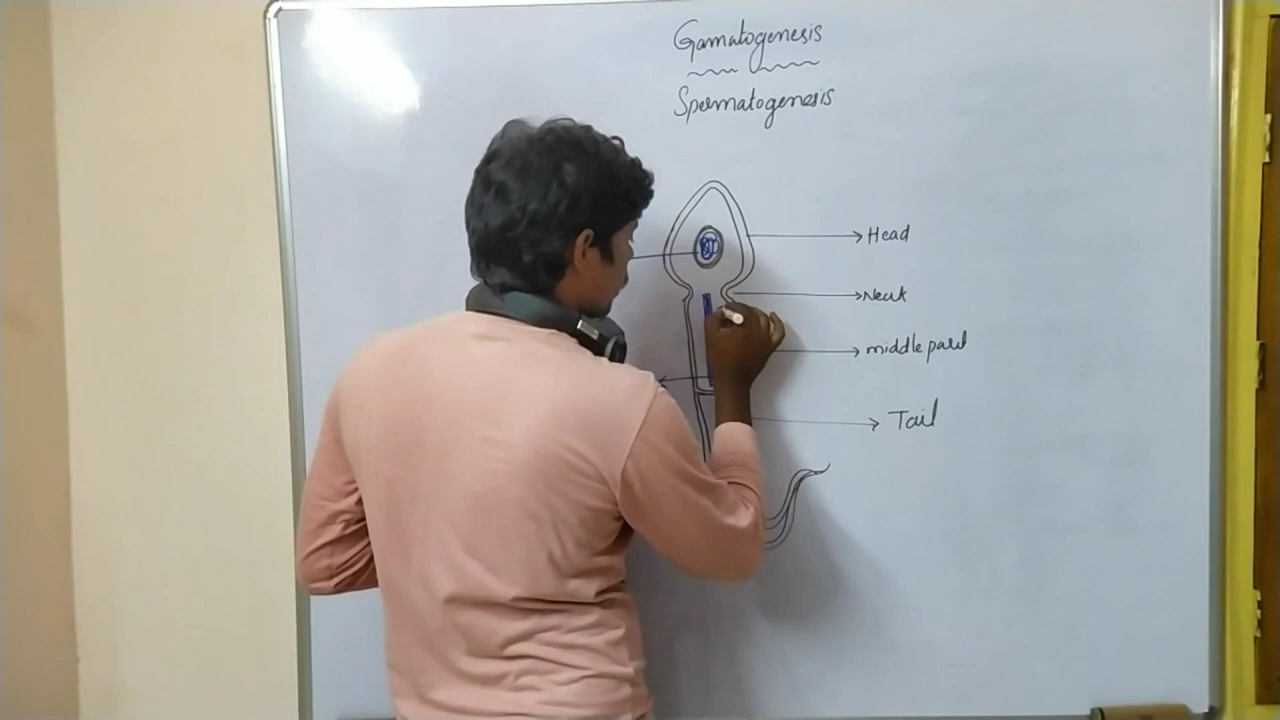 Gamatogenesis
Spermatogenesis
Head
Neck
middle part
Tail